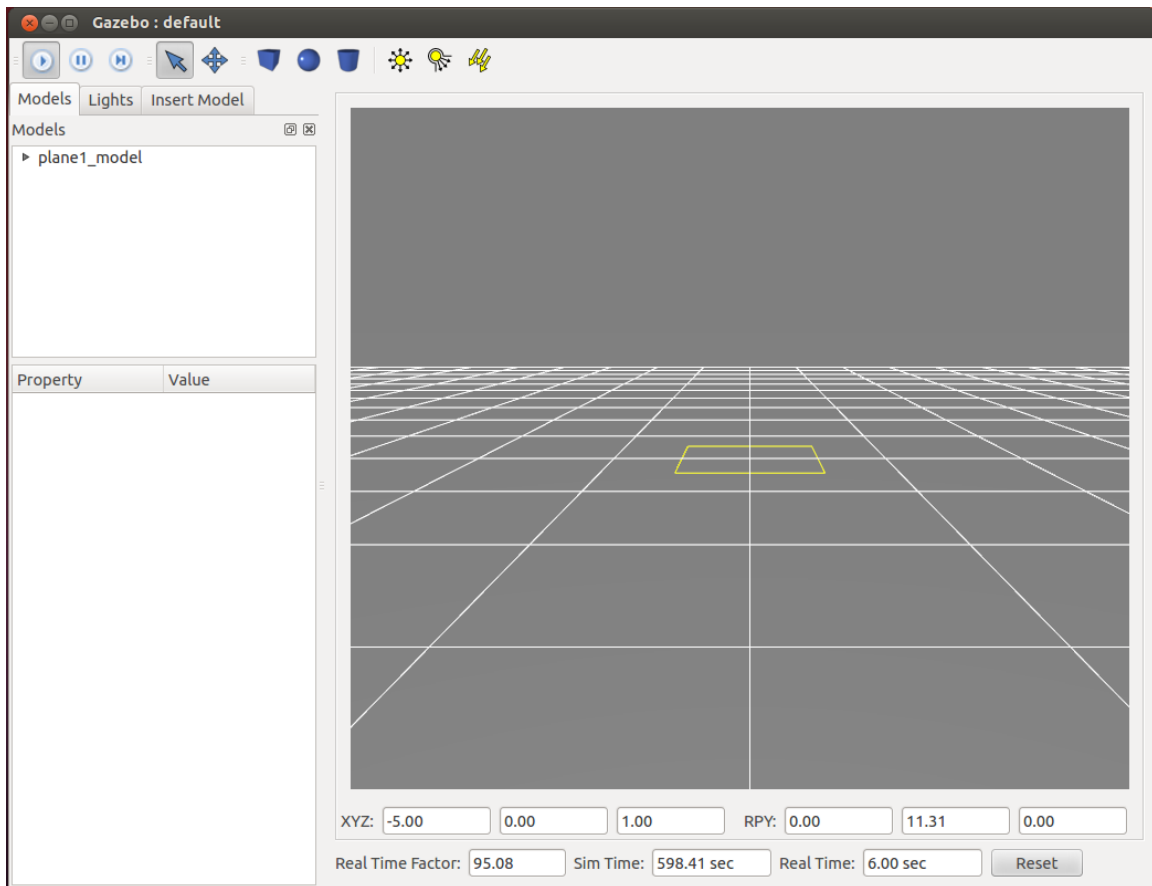 Gazebo : default
Models Lights Insert Model
Models
plane1_model
Property Value
XYZ: -5.00 0.00 1.00 RPY: 0.00 11.31 0.00
Real Time Factor: 95.08 Sim Time: 598.41 sec Real Time: 6.00 sec Reset